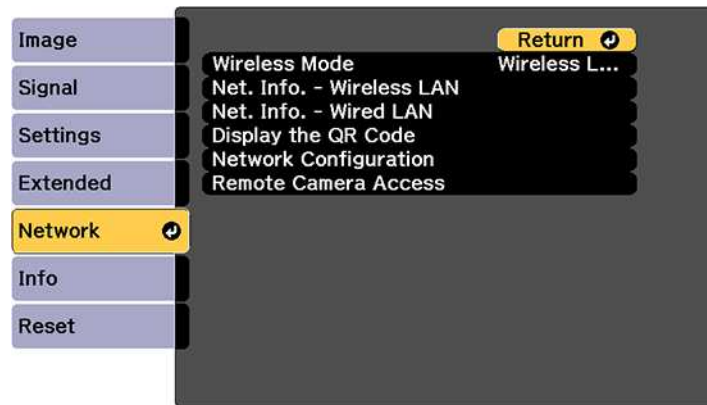 Image
Signal
Settings
Extended
Network
Info
Reset
Return
Wireless Mode Wireless L...
Net. Info. - Wireless LAN
Net. Info. - Wired LAN
Display the QR Code
Network Configuration
Remote Camera Access